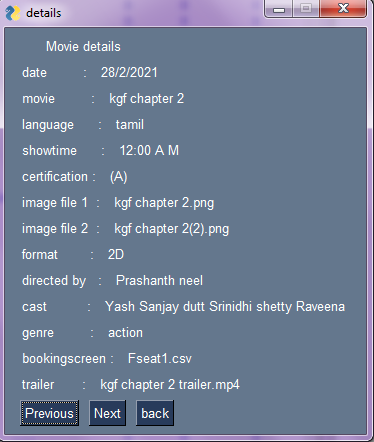 details
Movie details
date : 28/2/2021
movie : kgf chapter 2
language : tamil
showtime : 12:00 A M
certification : (A)
image file 1 : kgf chapter 2.png
image file 2 : kgf chapter 2(2).png
format : 2D
directed by : Prashanth neel
cast : Yash Sanjay dutt Srinidhi shetty Raveena
genre : action
bookingscreen : Fseat1.csv
trailer : kgf chapter 2 trailer.mp4
Previous Next back